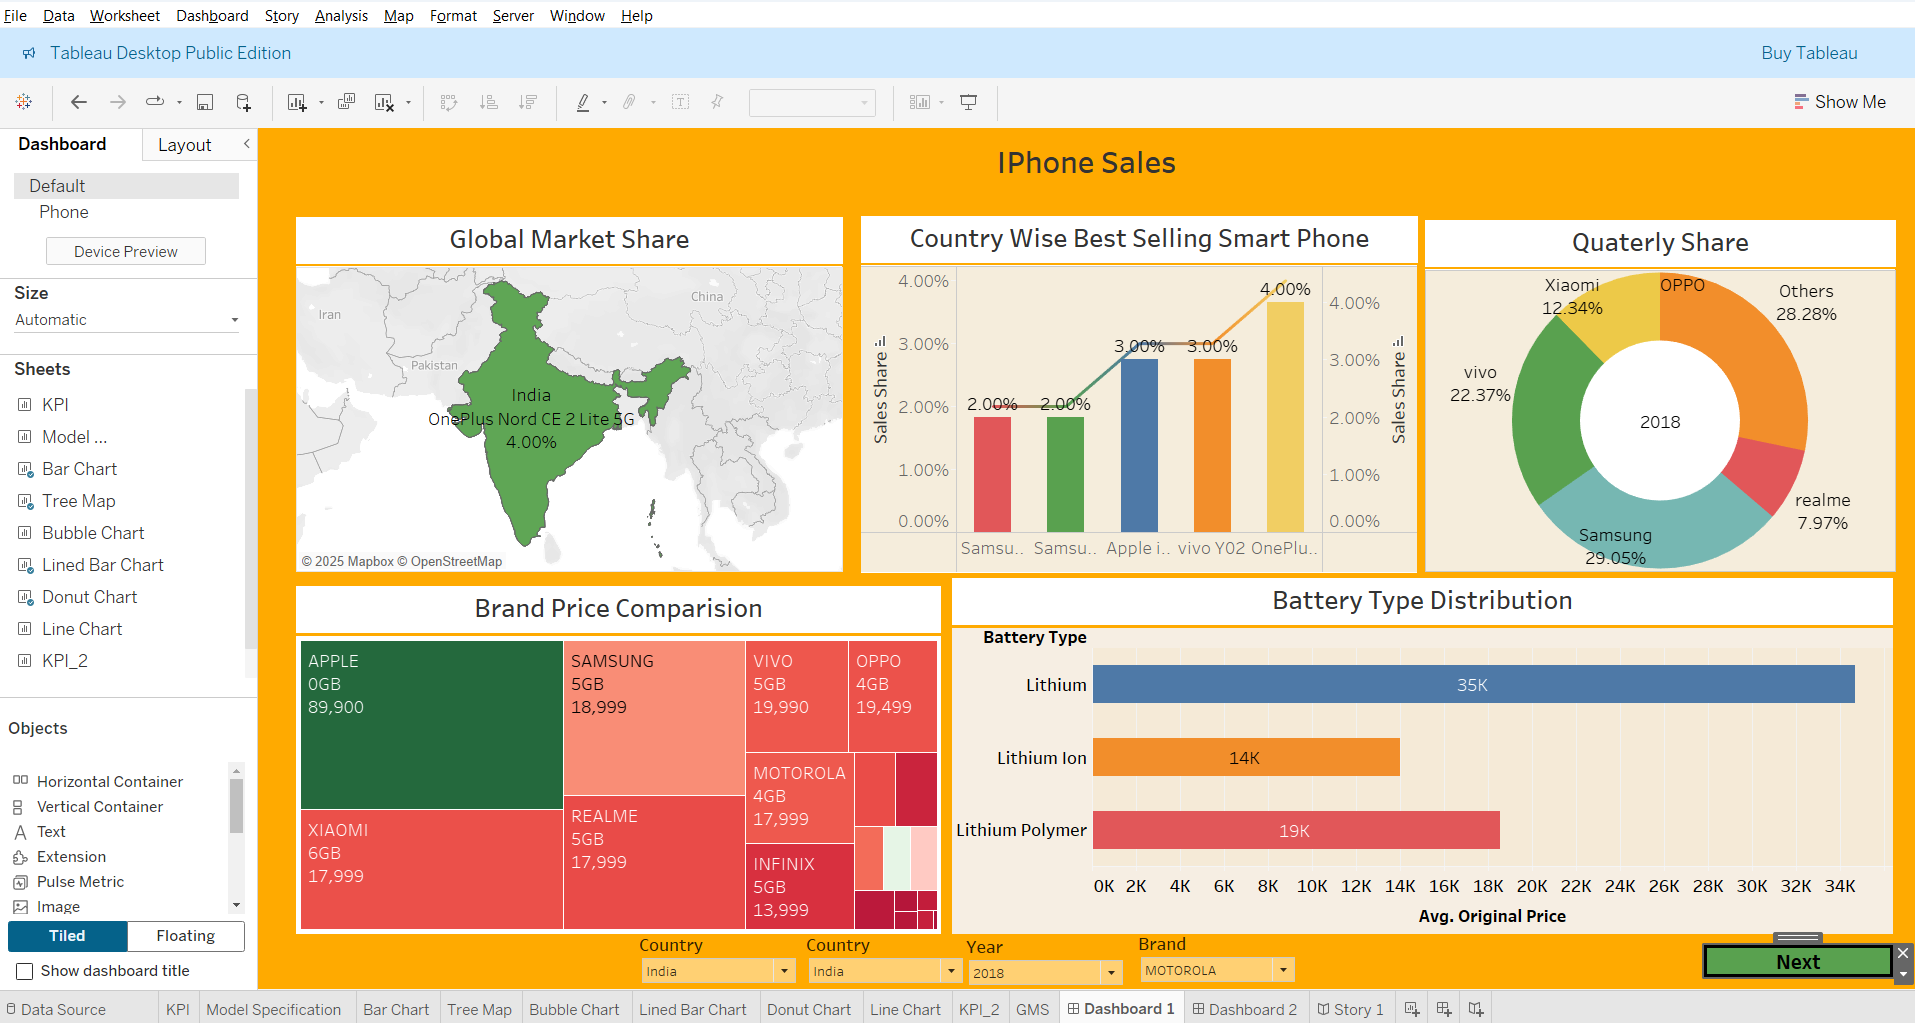 File Data Worksheet Dashboard Story Analysis Map Format Server Window Help
Tableau Desktop Public Edition
Buy Tableau
Show Me
Dashboard
Layout
Default
Phone
Device Preview
Size
Automatic
Sheets
KPI
Model ...
Bar Chart
Tree Map
Bubble Chart
Lined Bar Chart
Donut Chart
Line Chart
KPI_2
Objects
Horizontal Container
Vertical Container
Text
Extension
Pulse Metric
Image
Tiled
Floating
Show dashboard title
IPhone Sales
Global Market Share
Iran
China
Pakistan
India
OnePlus Nord CE 2 Lite 5G
4.00%
© 2025 Mapbox © OpenStreetMap
Country Wise Best Selling Smart Phone
Sales Share
4.00%
3.00%
2.00%
1.00%
0.00%
2.00% 2.00% 3.00% 3.00% 4.00%
Samsu.. Samsu.. Apple i.. vivo Y02 OnePlu..
4.00%
3.00%
2.00%
1.00%
0.00%
Sales Share
Quaterly Share
Xiaomi
12.34%
OPPO
Others
28.28%
vivo
22.37%
2018
realme
7.97%
Samsung
29.05%
Brand Price Comparision
APPLE
0GB
89,900
XIAOMI
6GB
17,999
SAMSUNG
5GB
18,999
REALME
5GB
17,999
VIVO
5GB
19,990
OPPO
4GB
19,499
MOTOROLA
4GB
17,999
INFINIX
5GB
13,999
Battery Type Distribution
Battery Type
Lithium
35K
Lithium Ion
14K
Lithium Polymer
19K
0K 2K 4K 6K 8K 10K 12K 14K 16K 18K 20K 22K 24K 26K 28K 30K 32K 34K
Avg. Original Price
Country
India
Country
India
Year
2018
Brand
MOTOROLA
Next
Data Source KPI Model Specification Bar Chart Tree Map Bubble Chart Lined Bar Chart Donut Chart Line Chart KPI_2 GMS Dashboard 1 Dashboard 2 Story 1